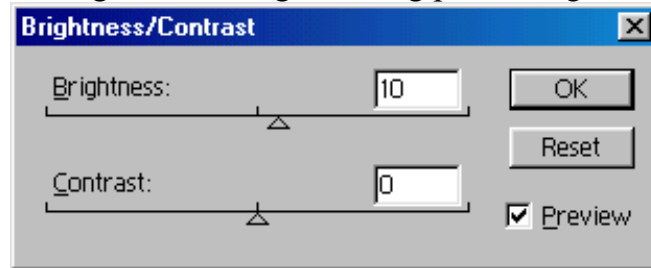 Brightness/Contrast
Brightness: 10
OK
Reset
Contrast: 0
Preview